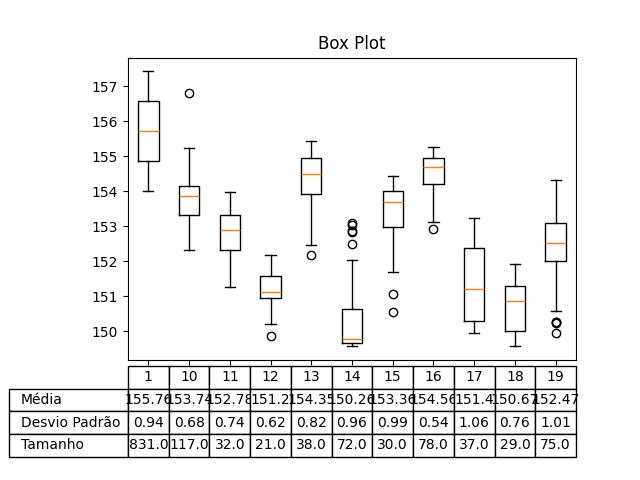 Box Plot
157
156
155
154
153
152
151
150
1 10 11 12 13 14 15 16 17 18 19
Média 155.76 153.74 152.78 151.21 154.35 150.26 153.36 154.56 151.4 150.67 152.47
Desvio Padrão 0.94 0.68 0.74 0.62 0.82 0.96 0.99 0.54 1.06 0.76 1.01
Tamanho 831.0 117.0 32.0 21.0 38.0 72.0 30.0 78.0 37.0 29.0 75.0